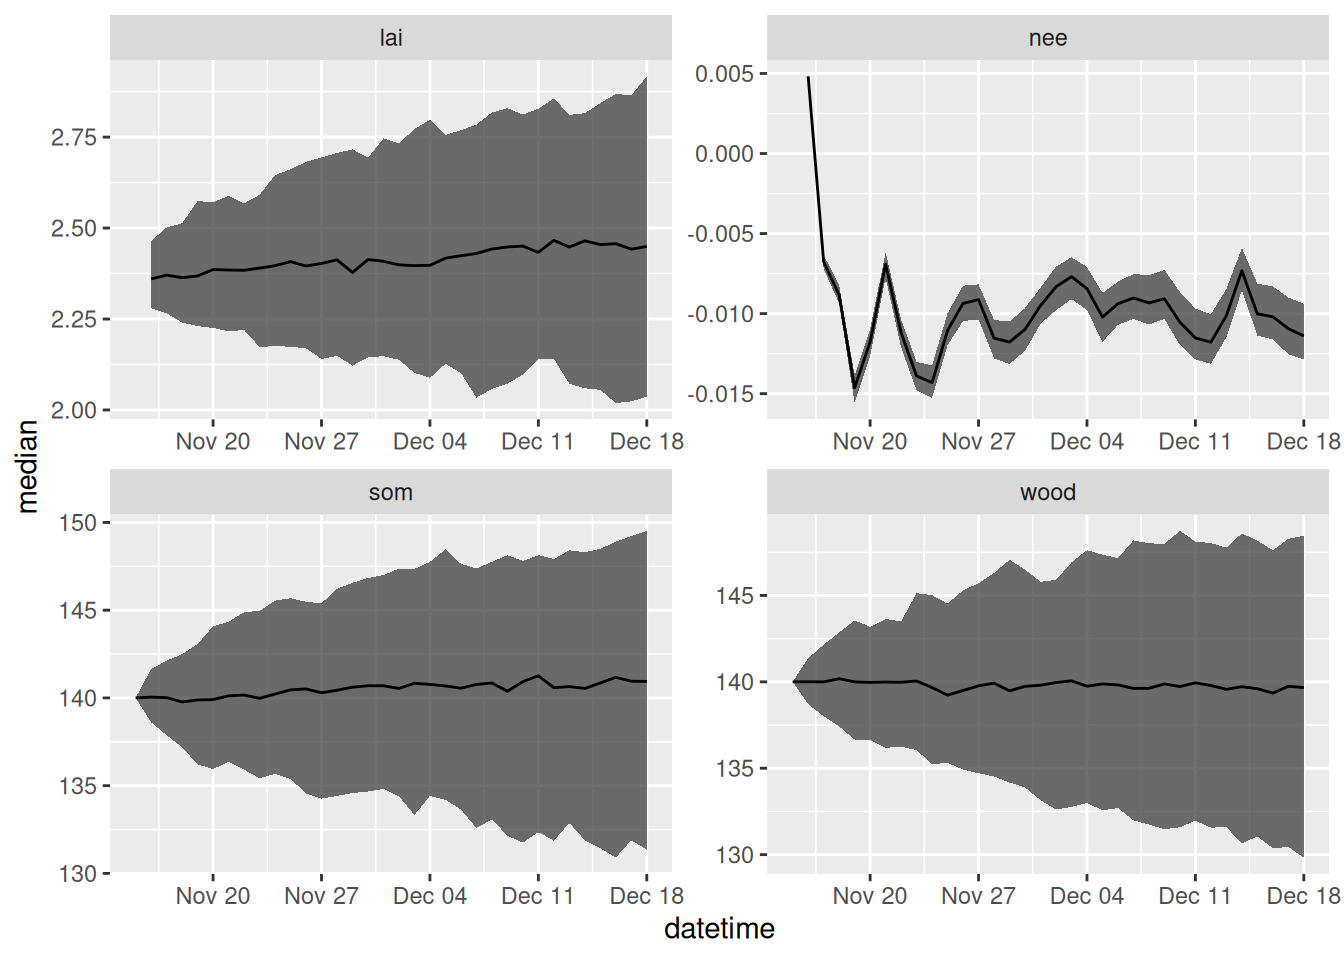 lai
nee
2.75
2.50
2.25
2.00
0.005
0.000
-0.005
-0.010
-0.015
Nov 20 Nov 27 Dec 04 Dec 11 Dec 18
Nov 20 Nov 27 Dec 04 Dec 11 Dec 18
median
som
wood
150
145
140
135
130
145
140
135
130
Nov 20 Nov 27 Dec 04 Dec 11 Dec 18
Nov 20 Nov 27 Dec 04 Dec 11 Dec 18
datetime